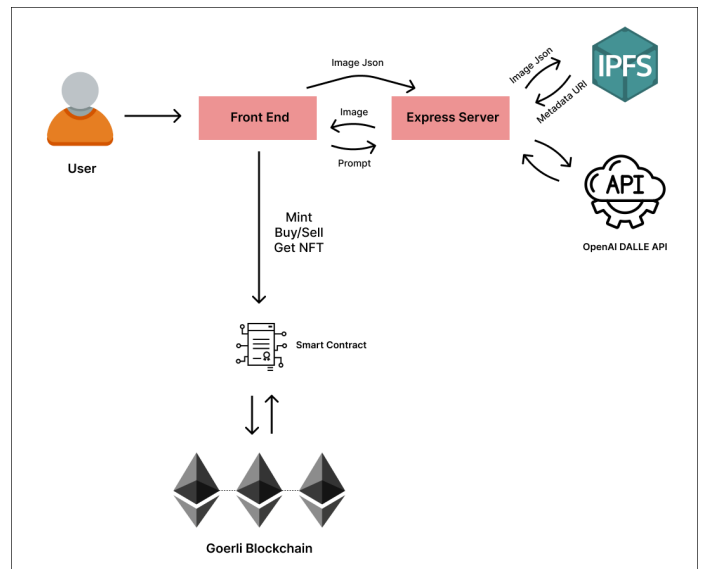 Image Json
Image Json
IPFS
Metadata URI
Front End
Image
Express Server
Prompt
User
API
OpenAI DALLE API
Mint
Buy/Sell
Get NFT
Smart Contract
Goerli Blockchain